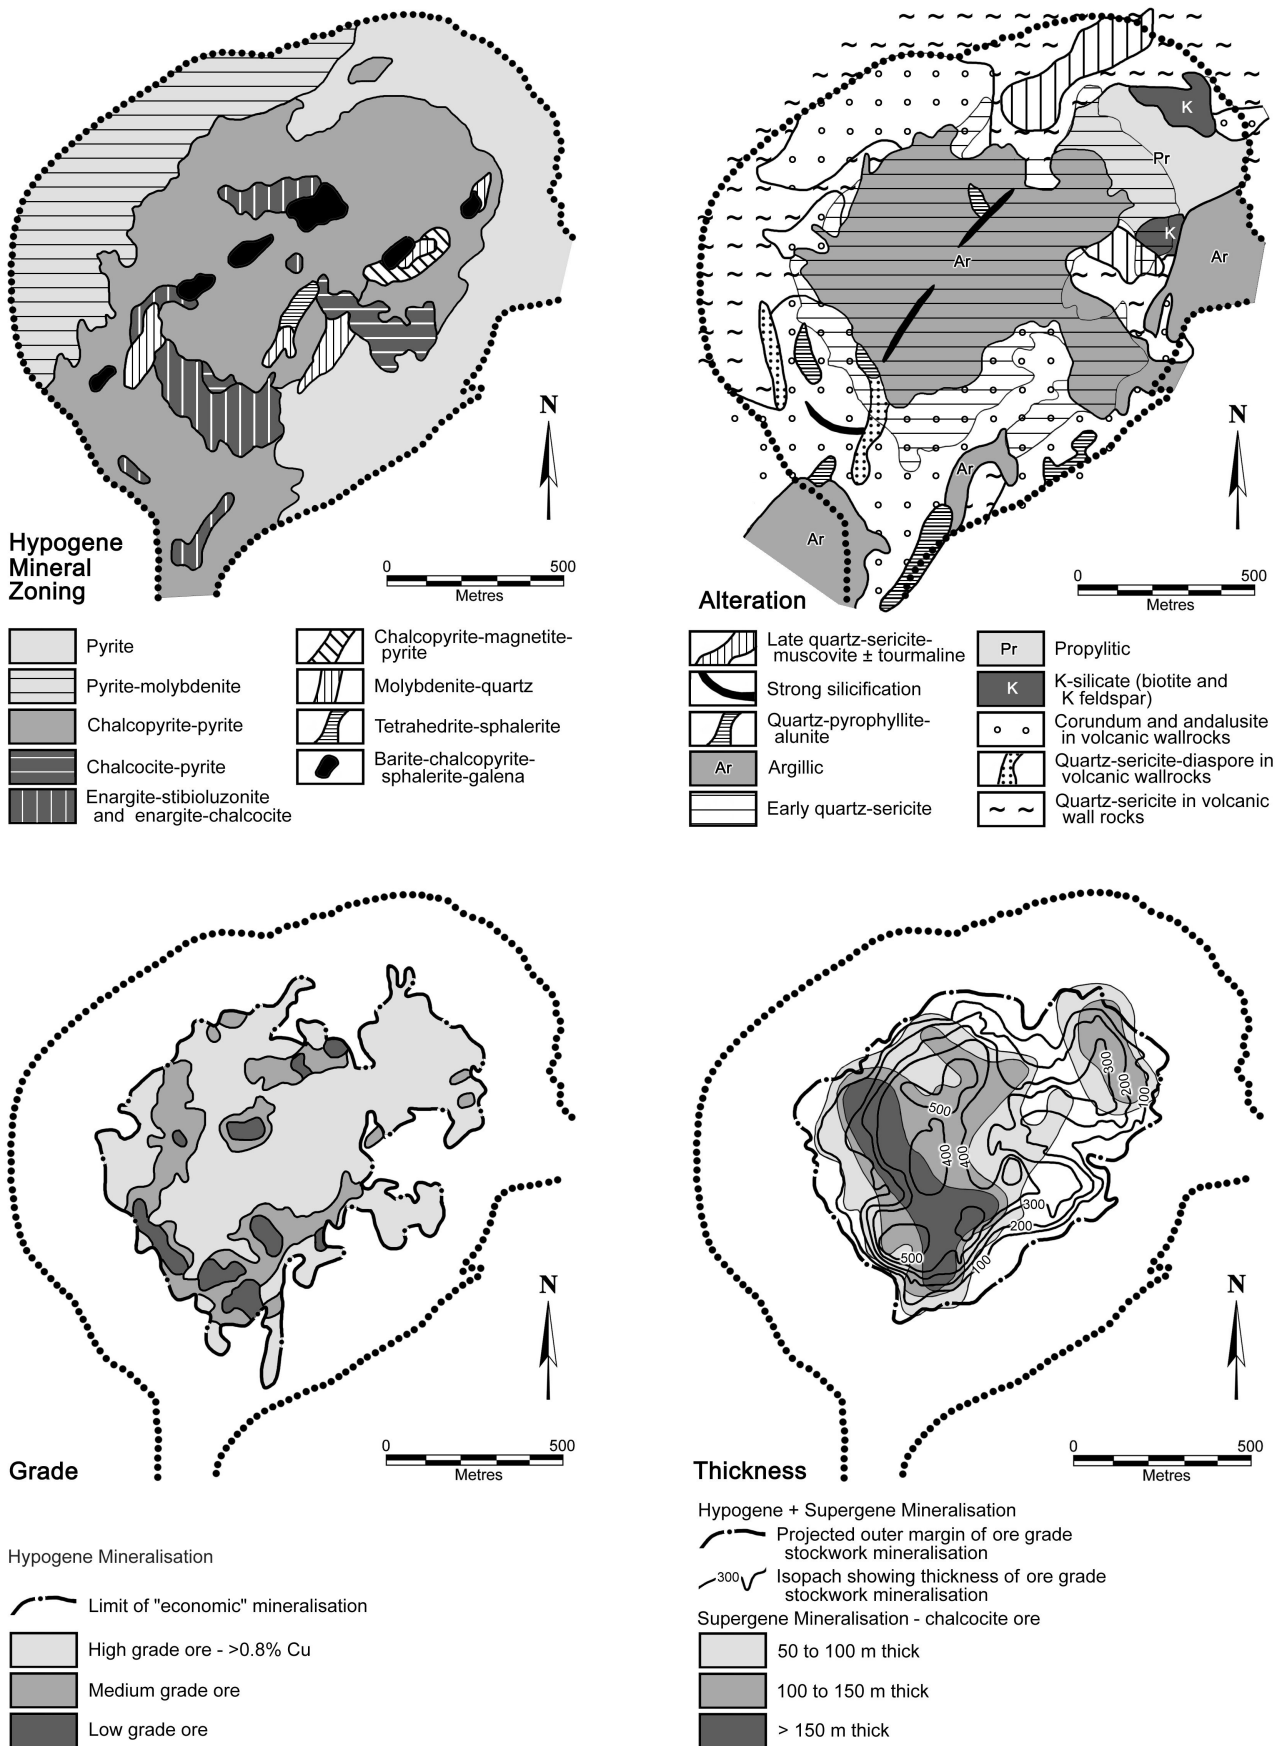 Hypogene
Mineral
Zoning
N
0 500
Metres
Pyrite
Pyrite-molybdenite
Chalcopyrite-pyrite
Chalcocite-pyrite
Enargite-stibioluzonite
and enargite-chalcocite
Chalcopyrite-magnetite-
pyrite
Molybdenite-quartz
Tetrahedrite-sphalerite
Barite-chalcopyrite-
sphalerite-galena
K
Pr
K
Ar
Ar
Ar
Ar
N
0 500
Metres
Alteration
Late quartz-sericite-
muscovite ± tourmaline
Strong silicification
Quartz-pyrophyllite-
alunite
Ar Argillic
Early quartz-sericite
Pr Propylitic
K K-silicate (biotite and
K feldspar)
Corundum and andalusite
in volcanic wallrocks
Quartz-sericite-diaspore in
volcanic wallrocks
Quartz-sericite in volcanic
wall rocks
N
0 500
Metres
Grade
Hypogene Mineralisation
Limit of "economic" mineralisation
High grade ore - >0.8% Cu
Medium grade ore
Low grade ore
300
200
100
500
400
400
300
200
500
100
N
0 500
Metres
Thickness
Hypogene + Supergene Mineralisation
Projected outer margin of ore grade
stockwork mineralisation
300 Isopach showing thickness of ore grade
stockwork mineralisation
Supergene Mineralisation - chalcocite ore
50 to 100 m thick
100 to 150 m thick
> 150 m thick